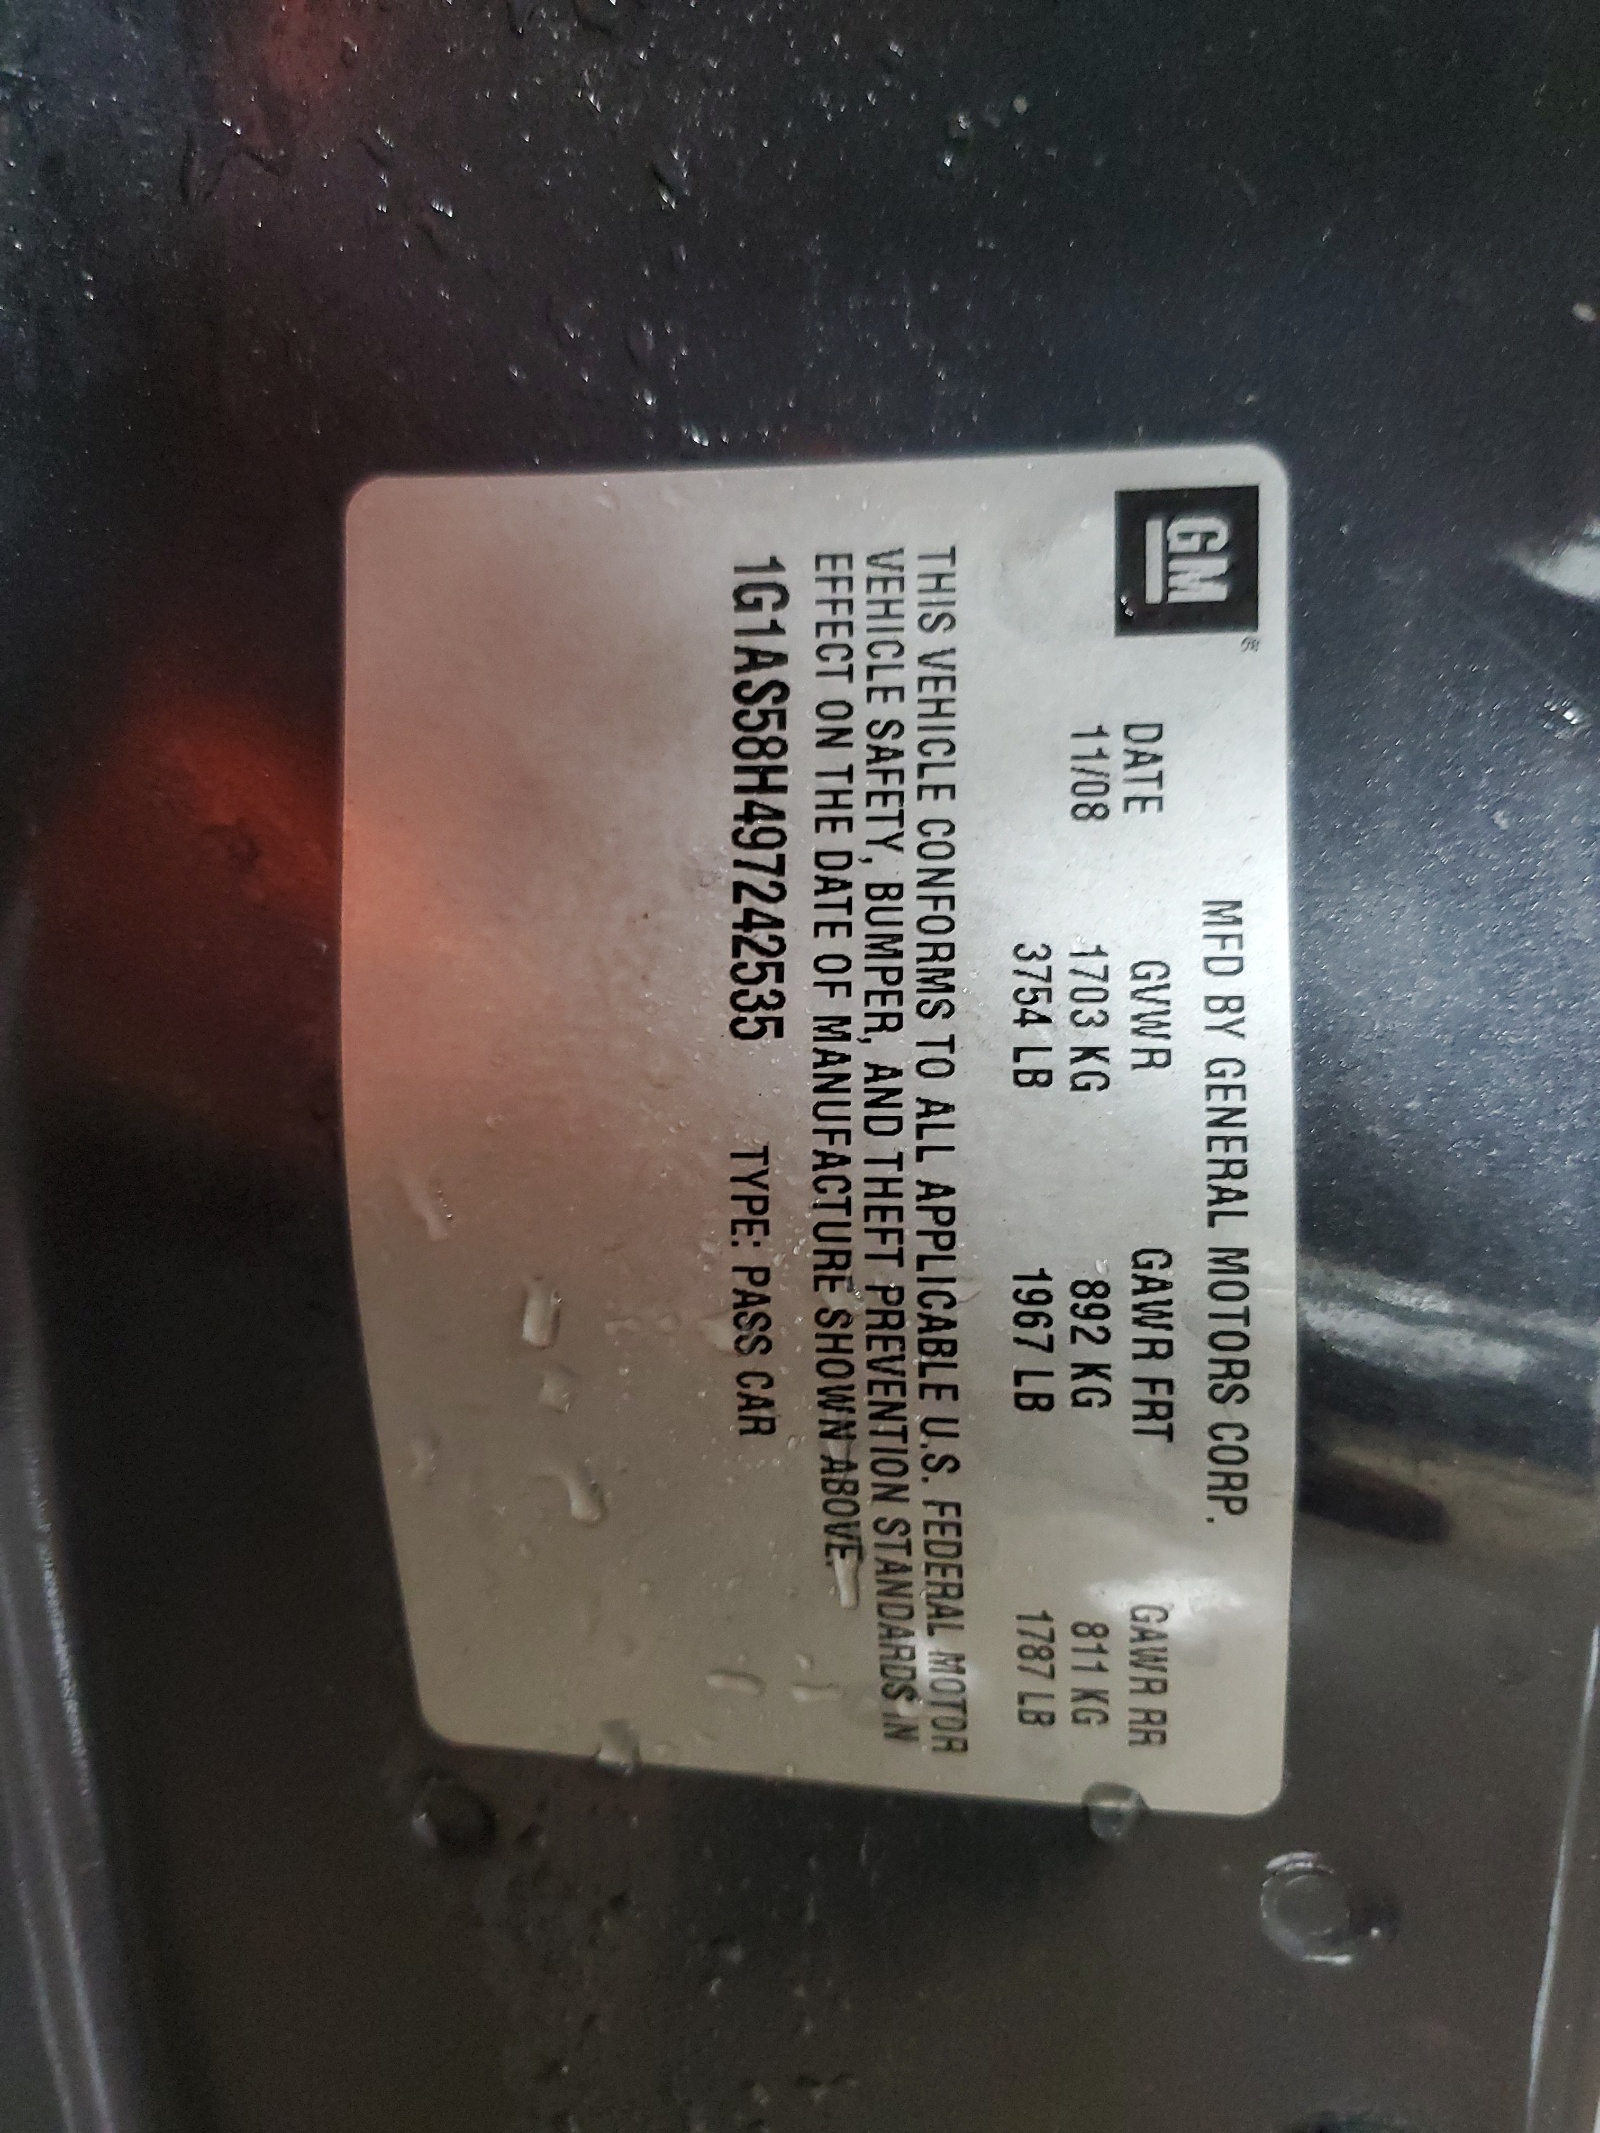 GM®
MFD BY GENERAL MOTORS CORP.
DATE GVWR GAWR FRT GAWR RR
11/08 1703 KG 892 KG 811 KG
3754 LB 1967 LB 1787 LB
THIS VEHICLE CONFORMS TO ALL APPLICABLE U.S. FEDERAL MOTOR
VEHICLE SAFETY, BUMPER, AND THEFT PREVENTION STANDARDS IN
EFFECT ON THE DATE OF MANUFACTURE SHOWN ABOVE.
1G1AS58H497242535 TYPE: PASS CAR